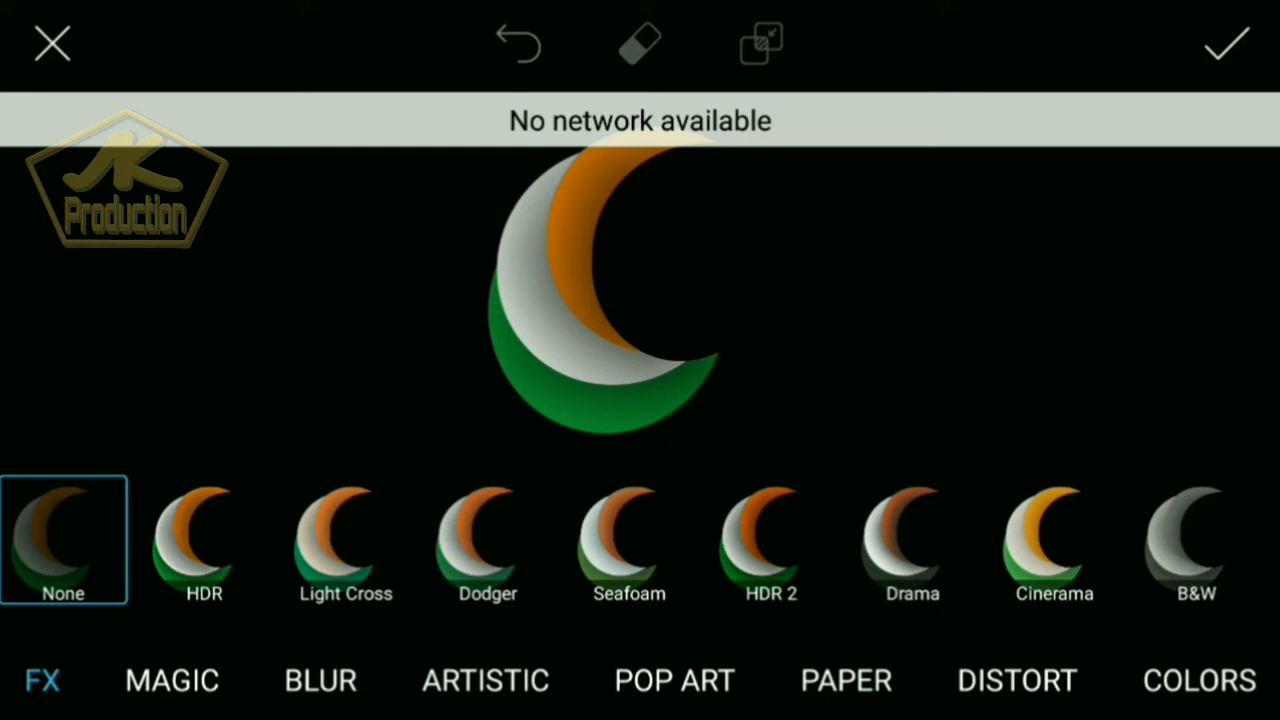 No network available
JK
Production
None HDR Light Cross Dodger Seafoam HDR 2 Drama Cinerama B&W
FX MAGIC BLUR ARTISTIC POP ART PAPER DISTORT COLORS